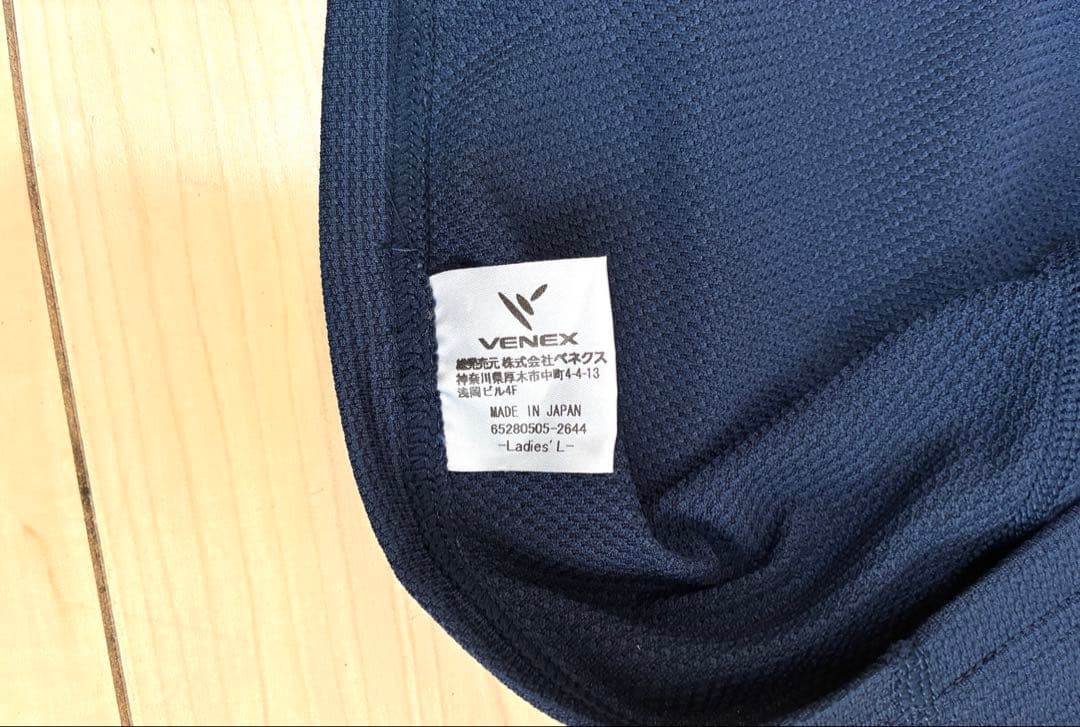 VENEX
総発売元 株式会社ベネクス
神奈川県厚木市中町4-4-13
浅岡ビル4F
MADE IN JAPAN
65280505-2644
-Ladies' L-